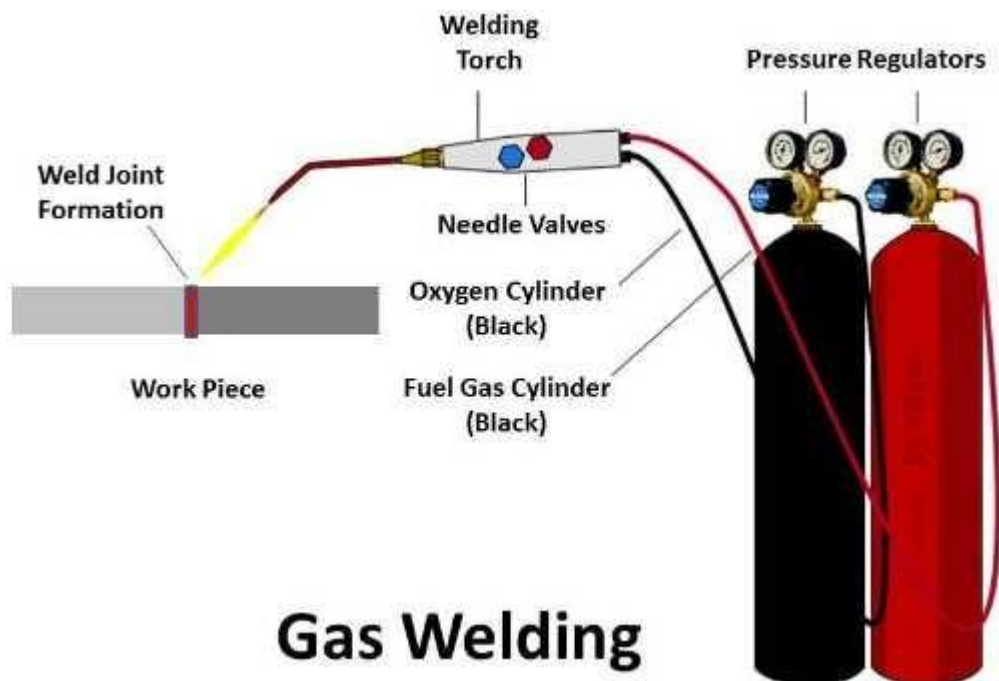 Welding
Torch
Pressure Regulators
Weld Joint
Formation
Needle Valves
Oxygen Cylinder
(Black)
Work Piece
Fuel Gas Cylinder
(Black)
Gas Welding